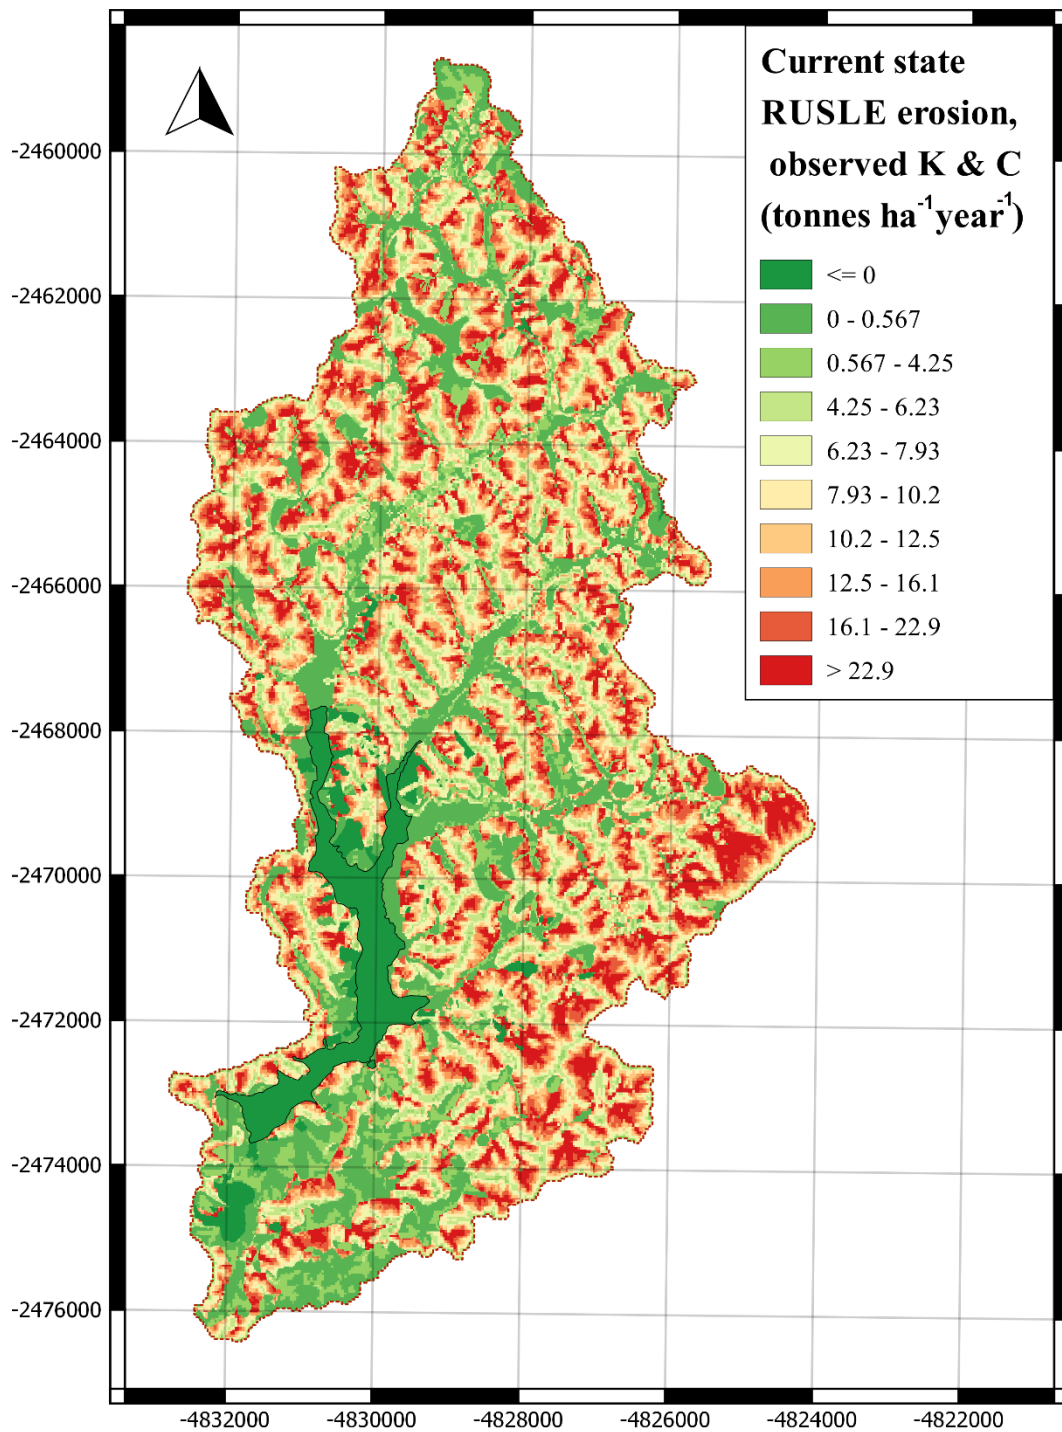 Current state
RUSLE erosion,
observed K & C
(tonnes ha-1year-1)
<= 0
0 - 0.567
0.567 - 4.25
4.25 - 6.23
6.23 - 7.93
7.93 - 10.2
10.2 - 12.5
12.5 - 16.1
16.1 - 22.9
> 22.9
-2460000
-2462000
-2464000
-2466000
-2468000
-2470000
-2472000
-2474000
-2476000
-4832000 -4830000 -4828000 -4826000 -4824000 -4822000